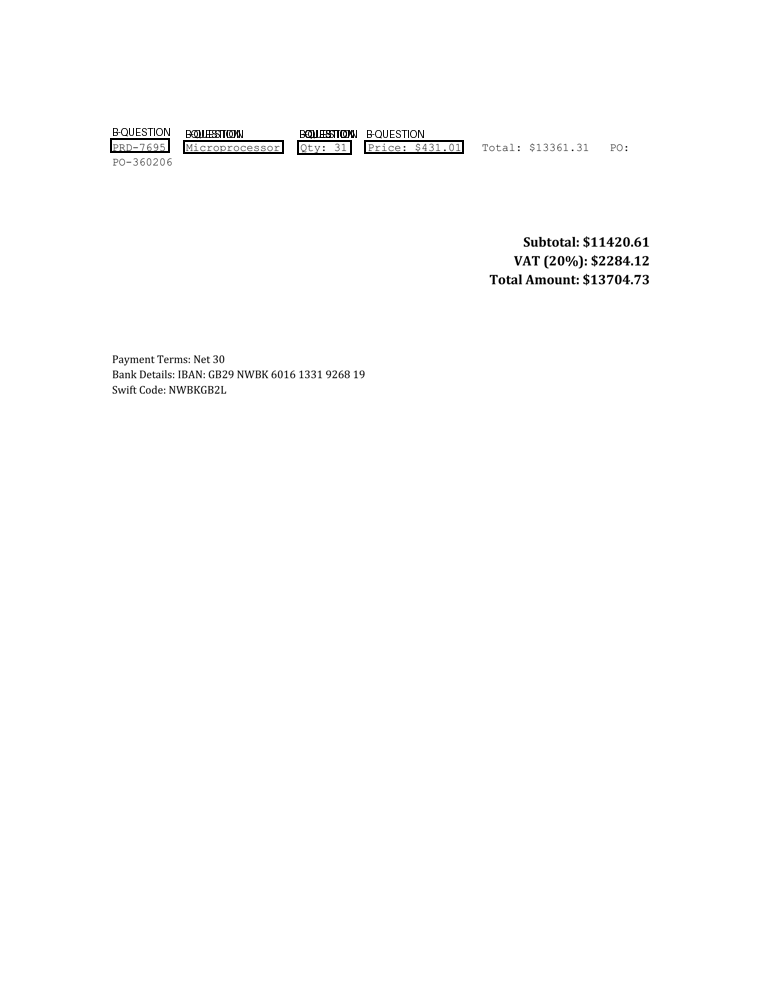 B-QUESTION B-QUESTION B-QUESTION B-QUESTION
PRD-7695 Microprocessor Qty: 31 Price: $431.01 Total: $13361.31 PO:
PO-360206
Subtotal: $11420.61
VAT (20%): $2284.12
Total Amount: $13704.73
Payment Terms: Net 30
Bank Details: IBAN: GB29 NWBK 6016 1331 9268 19
Swift Code: NWBKGB2L